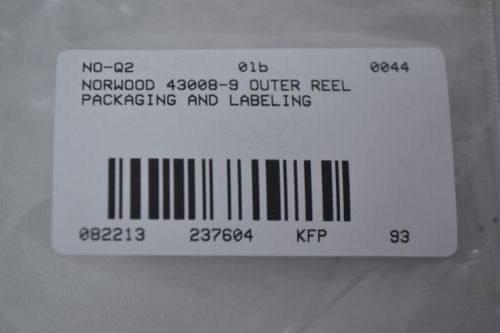 NO-Q2 01b 0044
NORWOOD 43008-9 OUTER REEL
PACKAGING AND LABELING
082213 237604 KFP 93